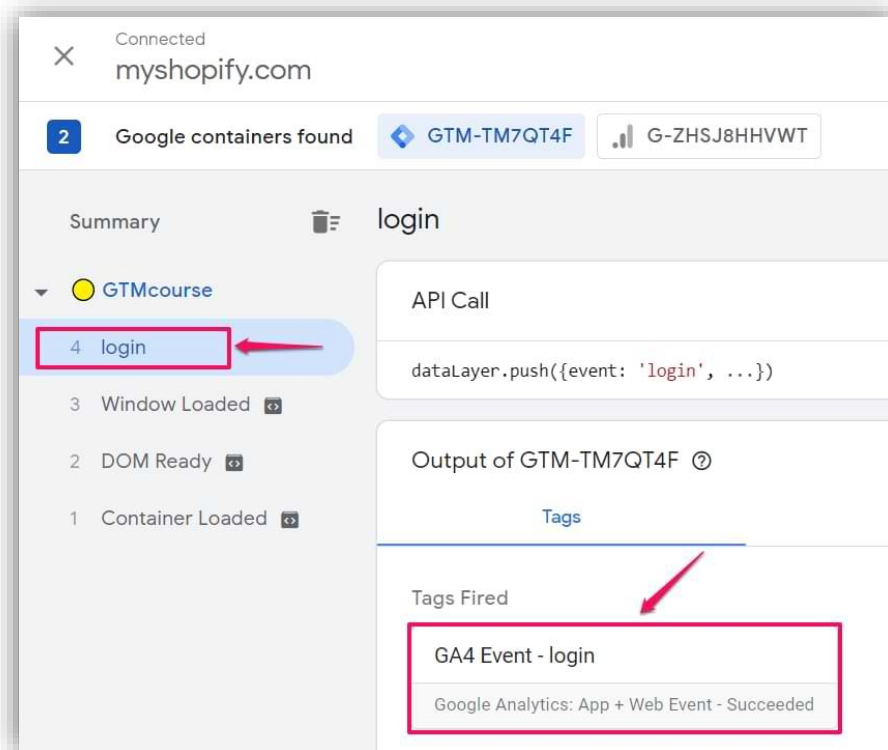 Connected
myshopify.com
2 Google containers found GTM-TM7QT4F G-ZHSJ8HHVWT
Summary
GTMcourse
4 login
3 Window Loaded
2 DOM Ready
1 Container Loaded
login
API Call
dataLayer.push({event: 'login', ...})
Output of GTM-TM7QT4F
Tags
Tags Fired
GA4 Event - login
Google Analytics: App + Web Event - Succeeded